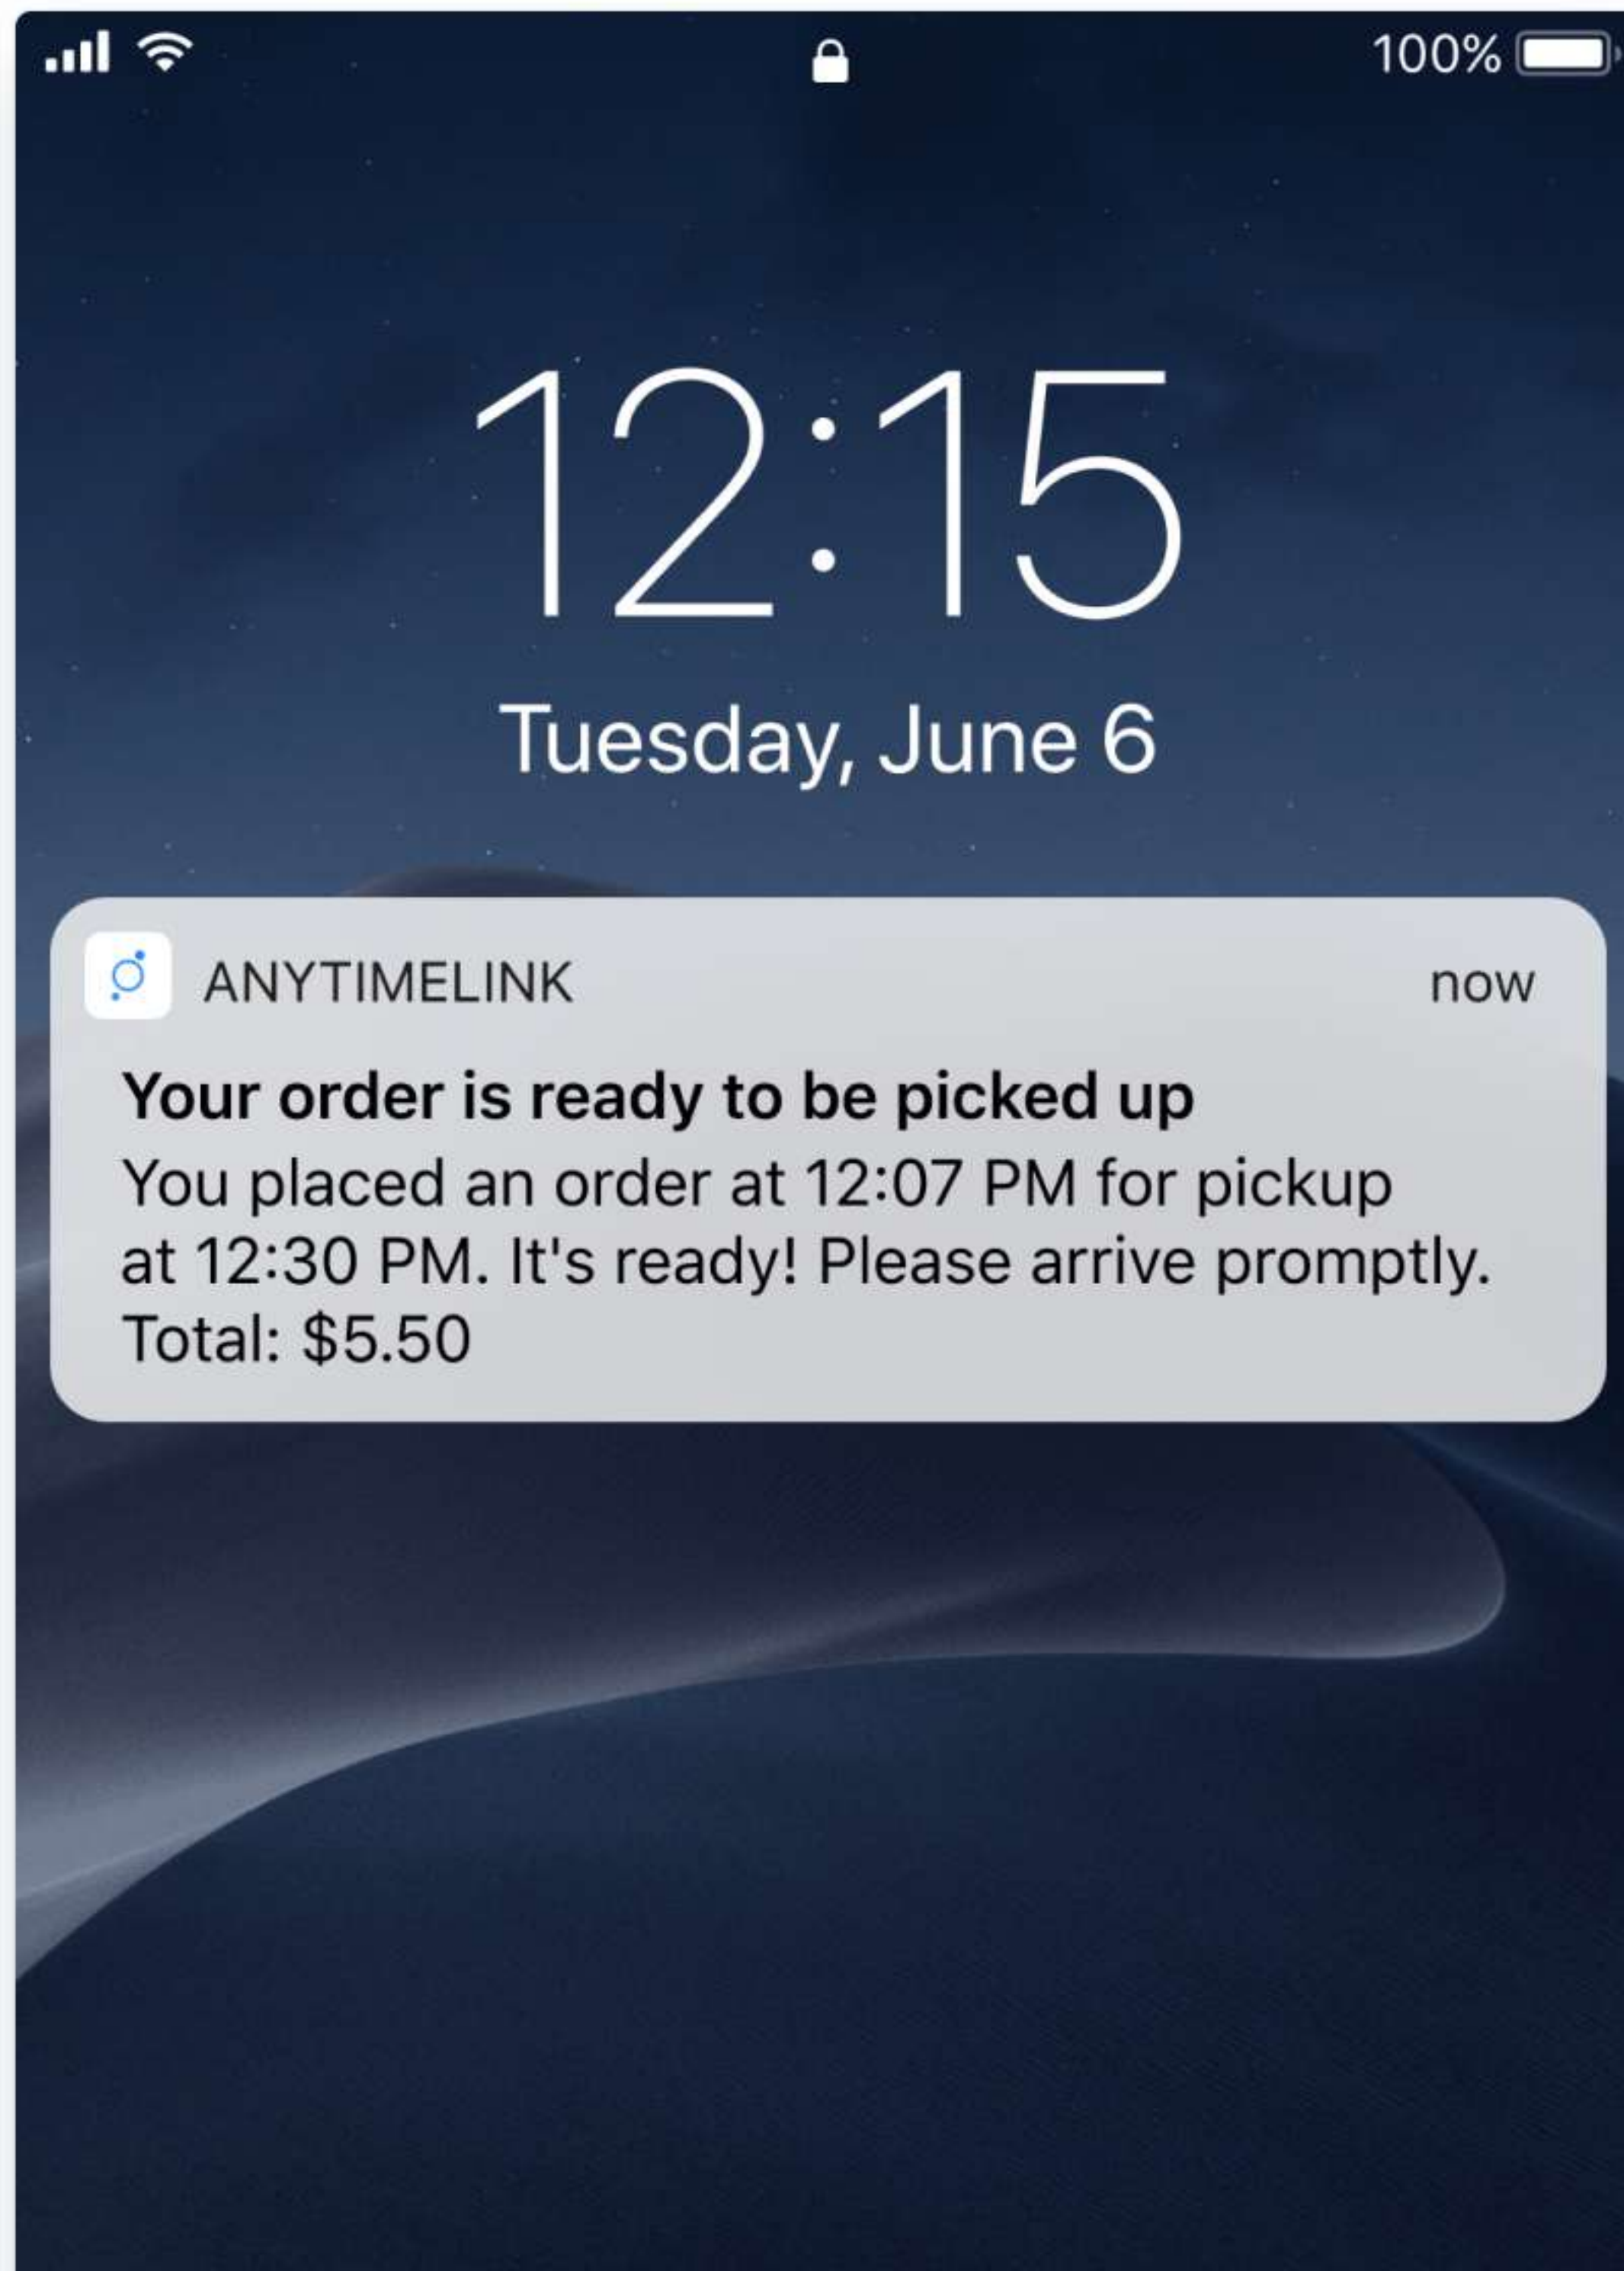 100%
12:15
Tuesday, June 6
ANYTIMELINK now
Your order is ready to be picked up
You placed an order at 12:07 PM for pickup
at 12:30 PM. It's ready! Please arrive promptly.
Total: $5.50